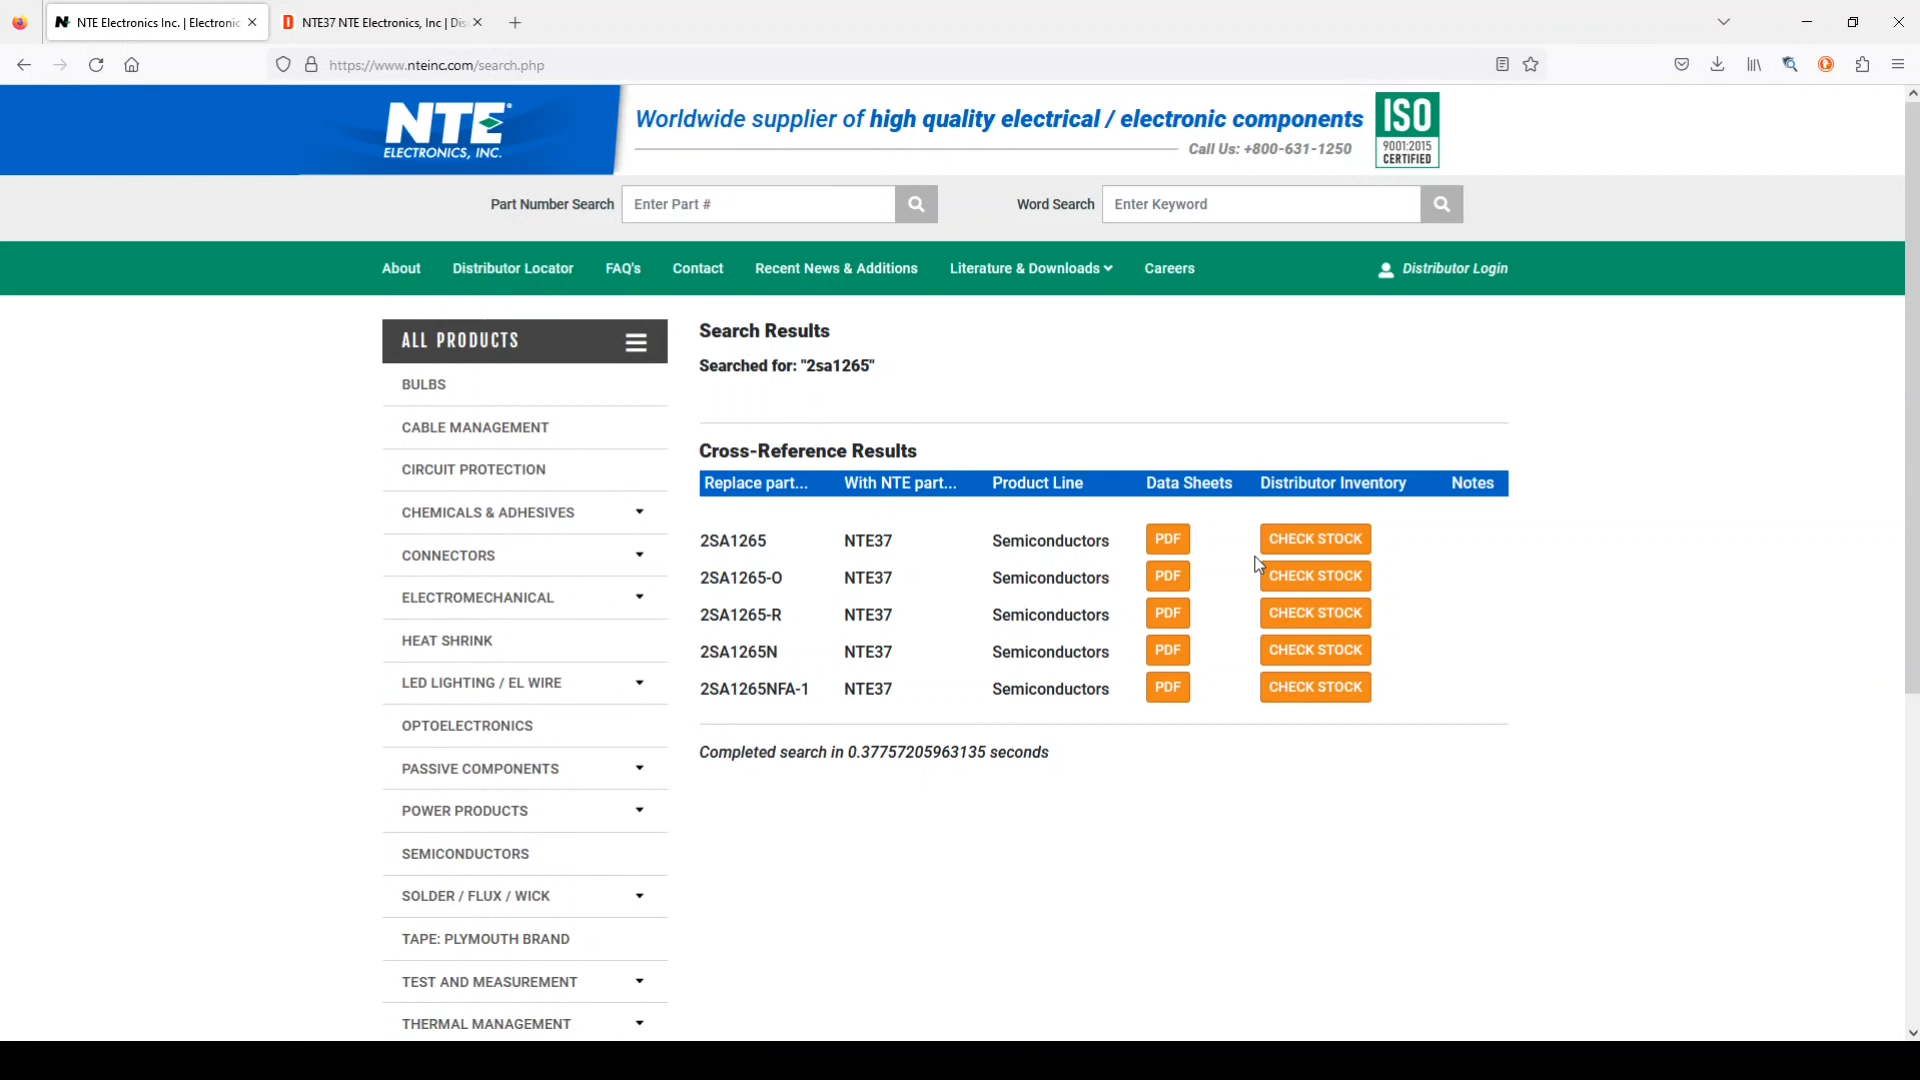 NTE Electronics Inc. | Electronic
NTE37 NTE Electronics, Inc | Dis
https://www.nteinc.com/search.php
NTE
ELECTRONICS, INC.
Worldwide supplier of high quality electrical / electronic components
Call Us: +800-631-1250
ISO
9001:2015
CERTIFIED
Part Number Search Enter Part #
Word Search Enter Keyword
About Distributor Locator FAQ's Contact Recent News & Additions Literature & Downloads Careers Distributor Login
ALL PRODUCTS
BULBS
CABLE MANAGEMENT
CIRCUIT PROTECTION
CHEMICALS & ADHESIVES
CONNECTORS
ELECTROMECHANICAL
HEAT SHRINK
LED LIGHTING / EL WIRE
OPTOELECTRONICS
PASSIVE COMPONENTS
POWER PRODUCTS
SEMICONDUCTORS
SOLDER / FLUX / WICK
TAPE: PLYMOUTH BRAND
TEST AND MEASUREMENT
THERMAL MANAGEMENT
Search Results
Searched for: "2sa1265"
Cross-Reference Results
Replace part... With NTE part... Product Line Data Sheets Distributor Inventory Notes
2SA1265 NTE37 Semiconductors PDF CHECK STOCK
2SA1265-O NTE37 Semiconductors PDF CHECK STOCK
2SA1265-R NTE37 Semiconductors PDF CHECK STOCK
2SA1265N NTE37 Semiconductors PDF CHECK STOCK
2SA1265NFA-1 NTE37 Semiconductors PDF CHECK STOCK
Completed search in 0.37757205963135 seconds